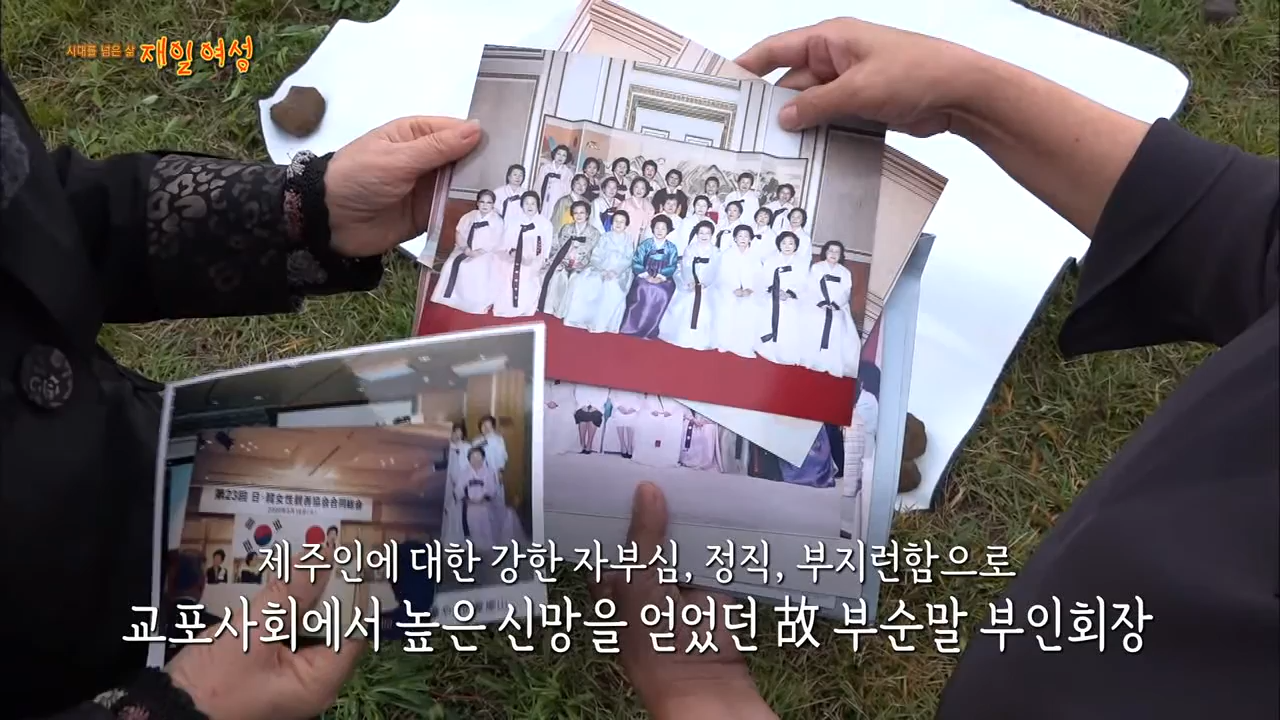 시대를 넘은 삶 재일여성
第23回 日·韓女性親善協会合同総会
제주인에 대한 강한 자부심, 정직, 부지런함으로
교포사회에서 높은 신망을 얻었던 故 부순말 부인회장